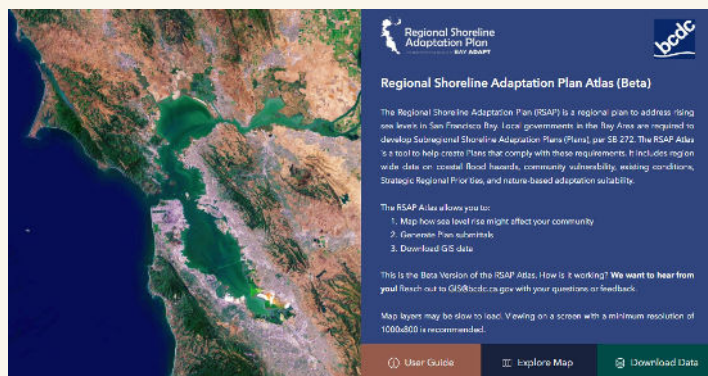 Regional Shoreline
Adaptation Plan
BAY ADAPT
bcdc
Regional Shoreline Adaptation Plan Atlas (Beta)
The Regional Shoreline Adaptation Plan (RSAP) is a regional plan to address rising
sea levels in San Francisco Bay. Local governments in the Bay Area are required to
develop Subregional Shoreline Adaptation Plans (Plans), per SB 272. The RSAP Atlas
is a tool to help create Plans that comply with these requirements. It includes region
wide data on coastal flood hazards, community vulnerability, existing conditions,
Strategic Regional Priorities, and nature-based adaptation suitability.
The RSAP Atlas allows you to:
1. Map how sea level rise might affect your community
2. Generate Plan submittals
3. Download GIS data
This is the Beta Version of the RSAP Atlas. How is it working? We want to hear from
you! Reach out to GIS@bcdc.ca.gov with your questions or feedback.
Map layers may be slow to load. Viewing on a screen with a minimum resolution of
1000x800 is recommended.
User Guide
Explore Map
Download Data